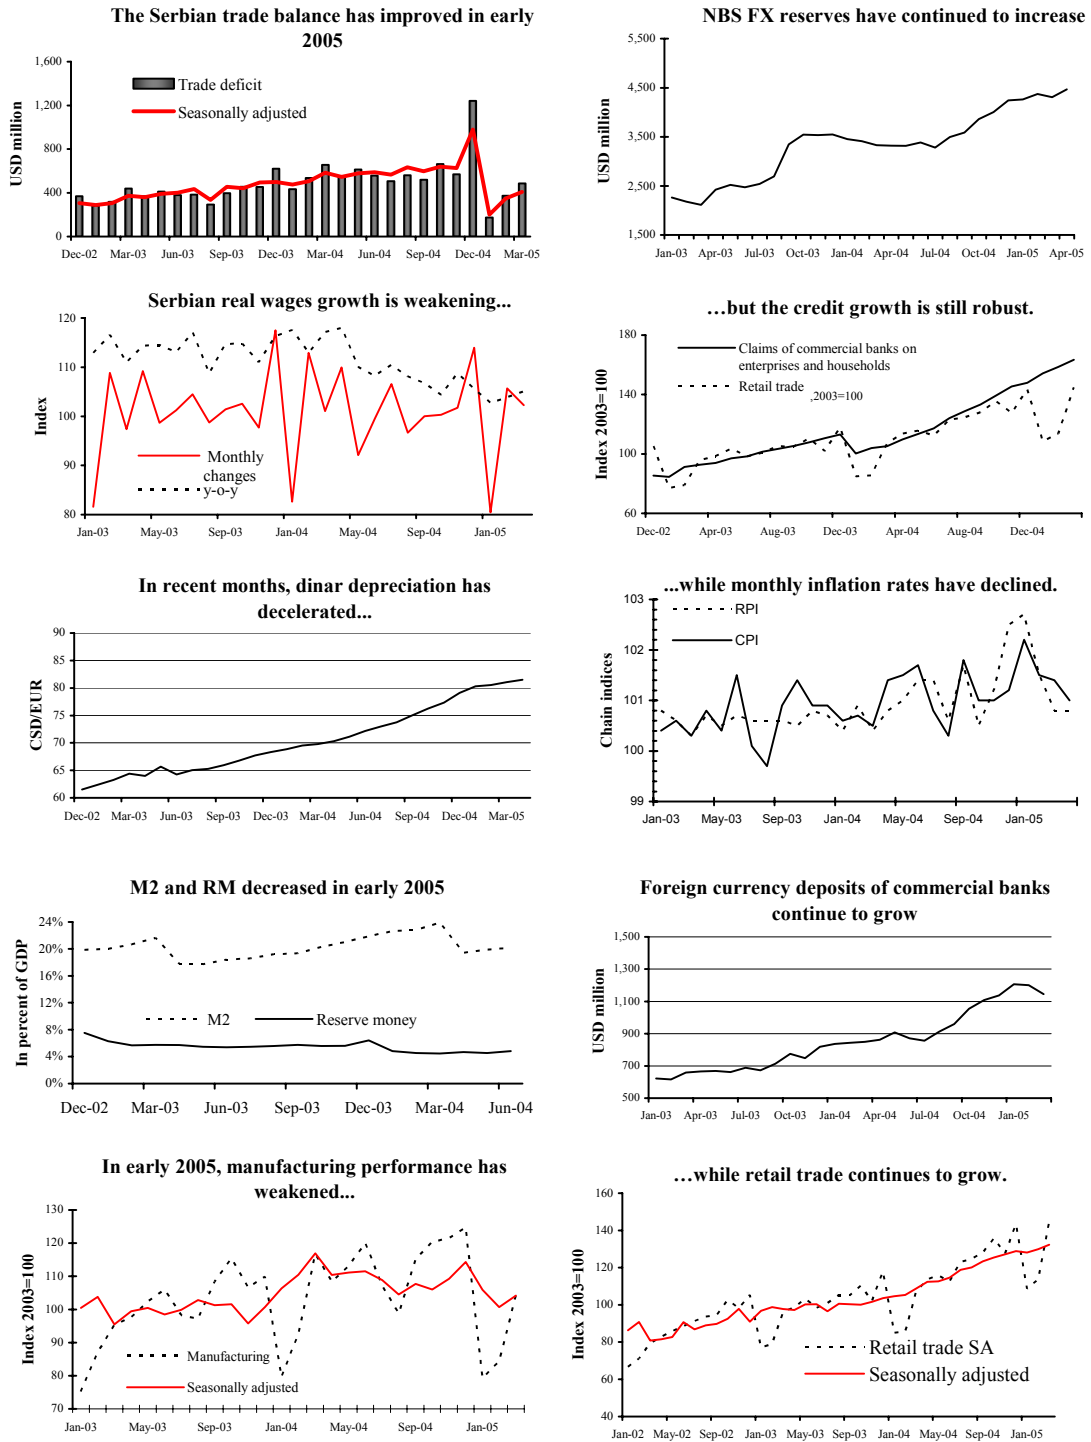 The Serbian trade balance has improved in early
2005
1,600
1,200
800
400
0
USD million
Trade deficit
Seasonally adjusted
Dec-02 Mar-03 Jun-03 Sep-03 Dec-03 Mar-04 Jun-04 Sep-04 Dec-04 Mar-05
NBS FX reserves have continued to increase
5,500
4,500
3,500
2,500
1,500
USD million
Jan-03 Apr-03 Jul-03 Oct-03 Jan-04 Apr-04 Jul-04 Oct-04 Jan-05 Apr-05
Serbian real wages growth is weakening...
120
110
100
90
80
Index
Monthly
changes
y-o-y
Jan-03 May-03 Sep-03 Jan-04 May-04 Sep-04 Jan-05
…but the credit growth is still robust.
180
140
100
60
Index 2003=100
Claims of commercial banks on
enterprises and households
Retail trade
,2003=100
Dec-02 Apr-03 Aug-03 Dec-03 Apr-04 Aug-04 Dec-04
In recent months, dinar depreciation has
decelerated...
90
85
80
75
70
65
60
CSD/EUR
Dec-02 Mar-03 Jun-03 Sep-03 Dec-03 Mar-04 Jun-04 Sep-04 Dec-04 Mar-05
...while monthly inflation rates have declined.
103
102
101
100
99
Chain indices
RPI
CPI
Jan-03 May-03 Sep-03 Jan-04 May-04 Sep-04 Jan-05
M2 and RM decreased in early 2005
24%
20%
16%
12%
8%
4%
0%
In percent of GDP
M2 Reserve money
Dec-02 Mar-03 Jun-03 Sep-03 Dec-03 Mar-04 Jun-04
Foreign currency deposits of commercial banks
continue to grow
1,500
1,300
1,100
900
700
500
USD million
Jan-03 Apr-03 Jul-03 Oct-03 Jan-04 Apr-04 Jul-04 Oct-04 Jan-05
In early 2005, manufacturing performance has
weakened...
130
120
110
100
90
80
70
Index 2003=100
Manufacturing
Seasonally adjusted
Jan-03 May-03 Sep-03 Jan-04 May-04 Sep-04 Jan-05
…while retail trade continues to grow.
160
140
120
100
80
60
40
Index 2003=100
Retail trade SA
Seasonally adjusted
Jan-02 May-02 Sep-02 Jan-03 May-03 Sep-03 Jan-04 May-04 Sep-04 Jan-05